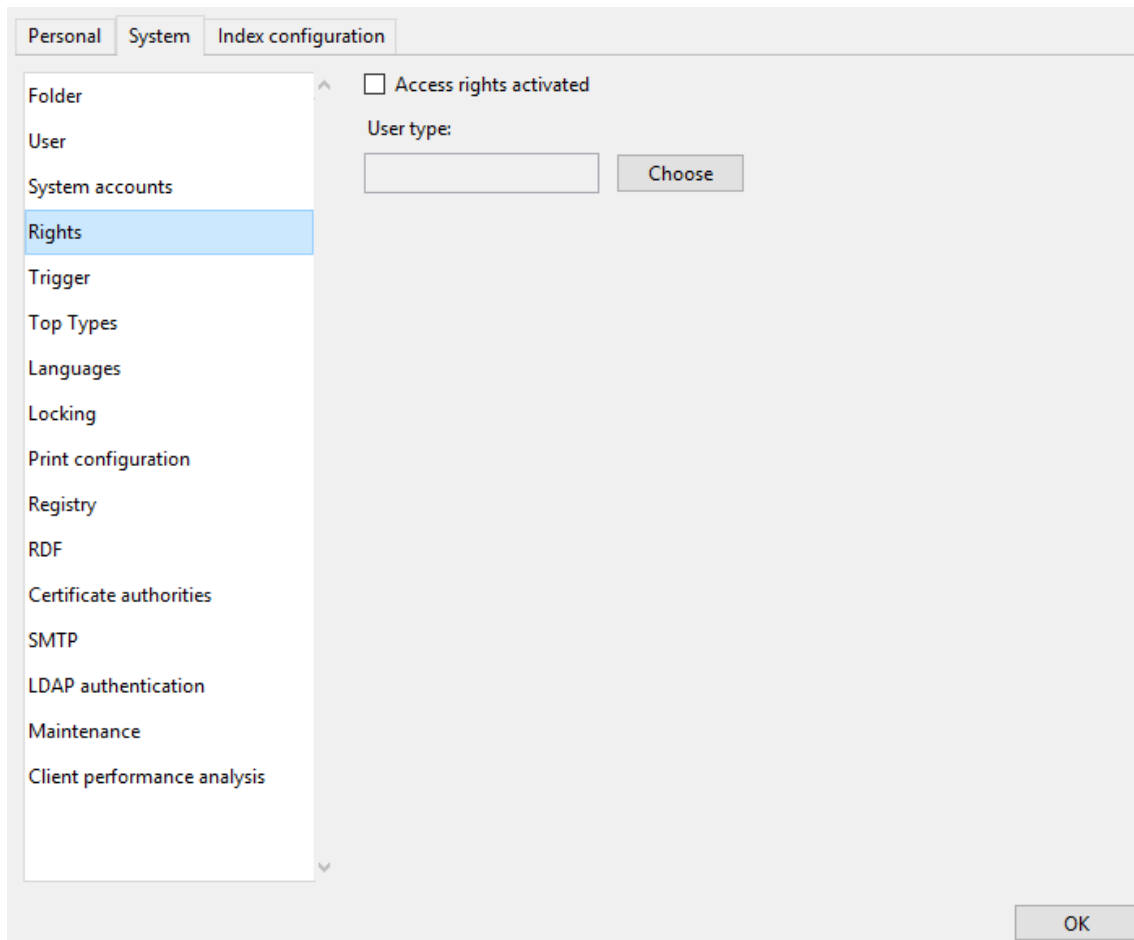 Personal System Index configuration
Folder
User
System accounts
Rights
Trigger
Top Types
Languages
Locking
Print configuration
Registry
RDF
Certificate authorities
SMTP
LDAP authentication
Maintenance
Client performance analysis
Access rights activated
User type:
Choose
OK